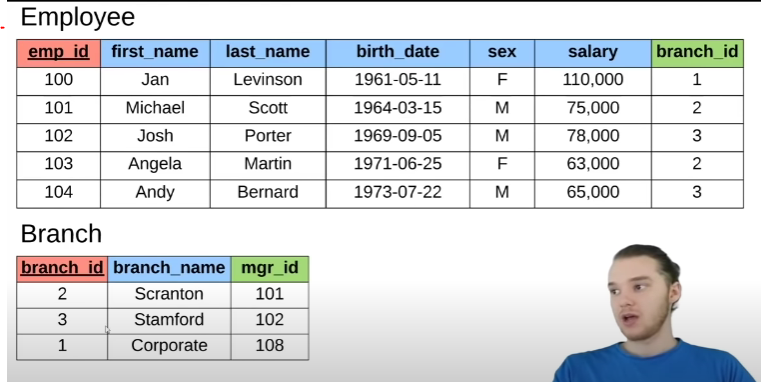 Employee
emp_id first_name last_name birth_date sex salary branch_id
100 Jan Levinson 1961-05-11 F 110,000 1
101 Michael Scott 1964-03-15 M 75,000 2
102 Josh Porter 1969-09-05 M 78,000 3
103 Angela Martin 1971-06-25 F 63,000 2
104 Andy Bernard 1973-07-22 M 65,000 3
Branch
branch_id branch_name mgr_id
2 Scranton 101
3 Stamford 102
1 Corporate 108